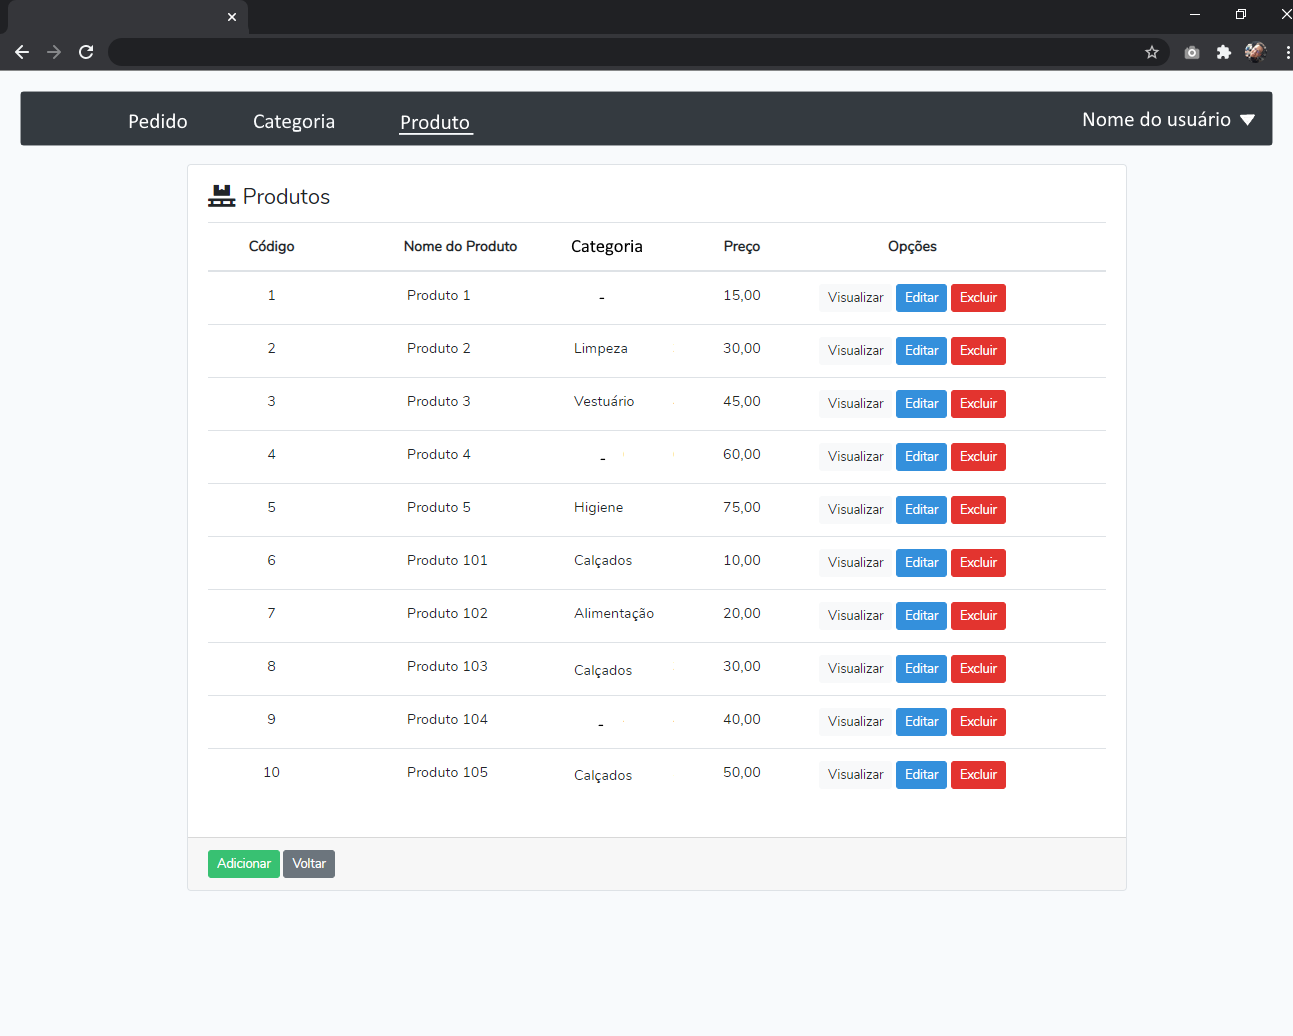 Pedido Categoria Produto Nome do usuário
Produtos
Código Nome do Produto Categoria Preço Opções
1 Produto 1 - 15,00 Visualizar Editar Excluir
2 Produto 2 Limpeza 30,00 Visualizar Editar Excluir
3 Produto 3 Vestuário 45,00 Visualizar Editar Excluir
4 Produto 4 - 60,00 Visualizar Editar Excluir
5 Produto 5 Higiene 75,00 Visualizar Editar Excluir
6 Produto 101 Calçados 10,00 Visualizar Editar Excluir
7 Produto 102 Alimentação 20,00 Visualizar Editar Excluir
8 Produto 103 Calçados 30,00 Visualizar Editar Excluir
9 Produto 104 - 40,00 Visualizar Editar Excluir
10 Produto 105 Calçados 50,00 Visualizar Editar Excluir
Adicionar Voltar